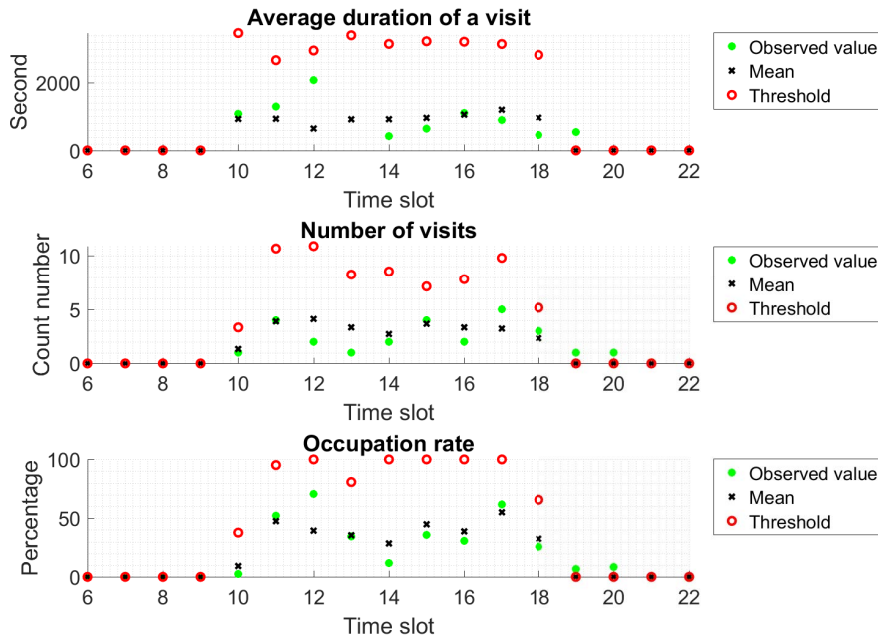 Average duration of a visit
Second
2000
0
6 8 10 12 14 16 18 20 22
Time slot
Observed value
Mean
Threshold
Number of visits
Count number
10
5
0
6 8 10 12 14 16 18 20 22
Time slot
Observed value
Mean
Threshold
Occupation rate
Percentage
100
50
0
6 8 10 12 14 16 18 20 22
Time slot
Observed value
Mean
Threshold